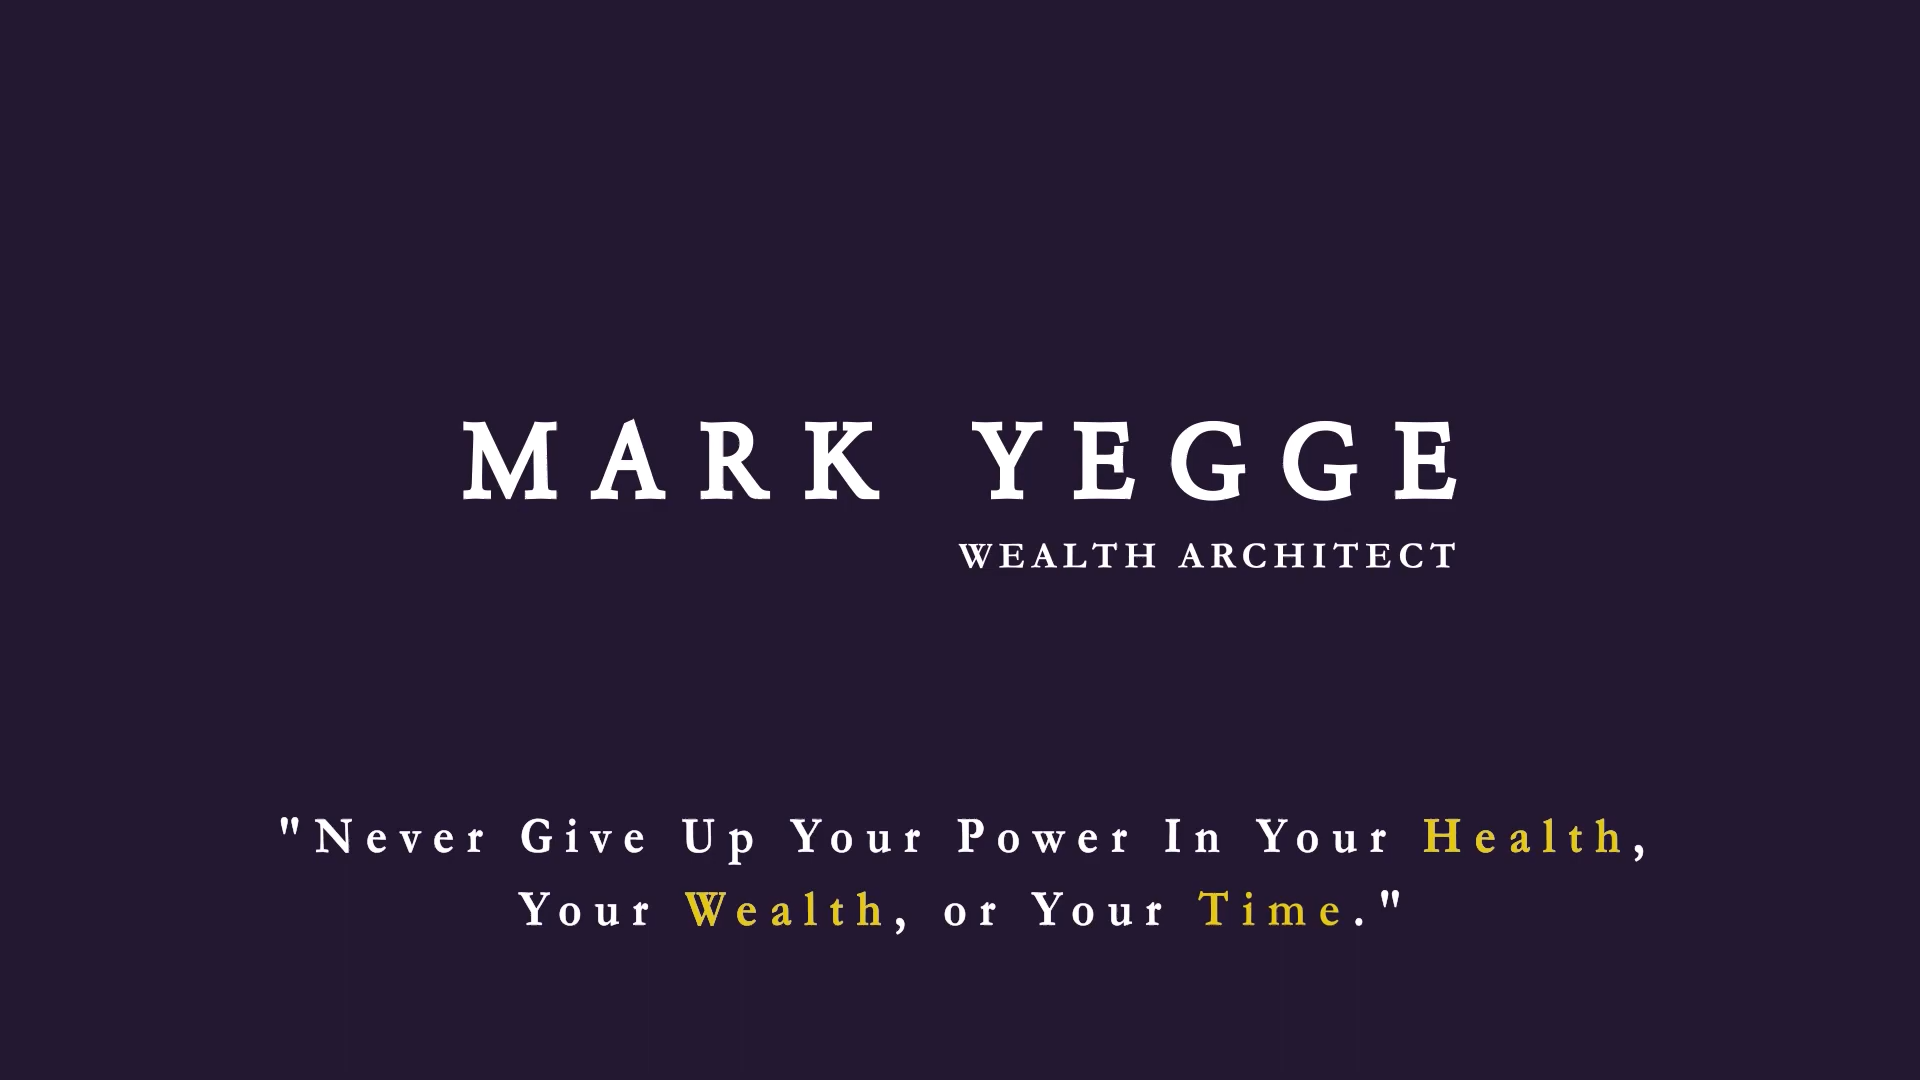 MARK YEGGE
WEALTH ARCHITECT
"Never Give Up Your Power In Your Health,
Your Wealth, or Your Time."